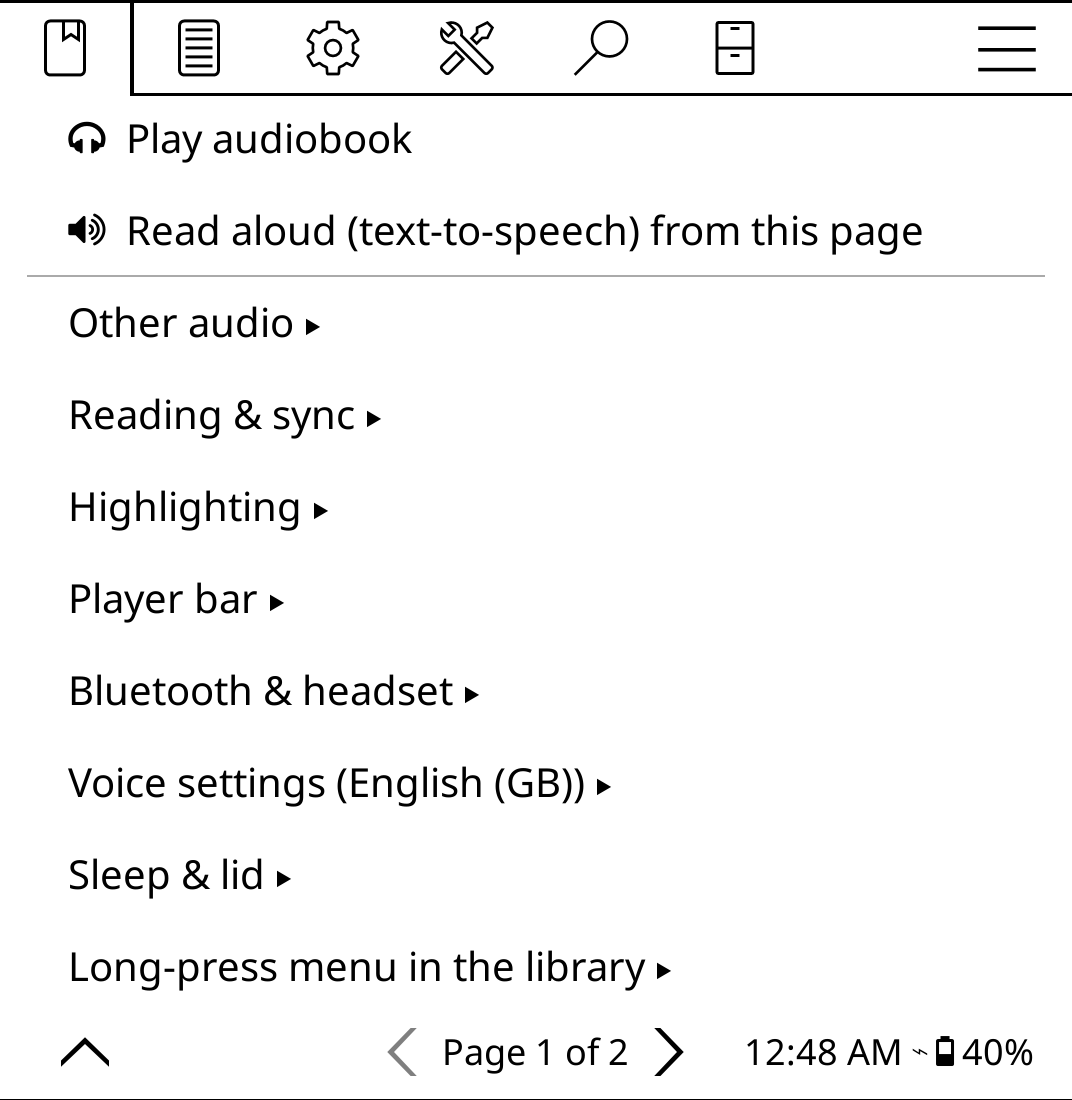 Play audiobook
Read aloud (text-to-speech) from this page
Other audio ▸
Reading & sync ▸
Highlighting ▸
Player bar ▸
Bluetooth & headset ▸
Voice settings (English (GB)) ▸
Sleep & lid ▸
Long-press menu in the library ▸
Page 1 of 2 12:48 AM 40%